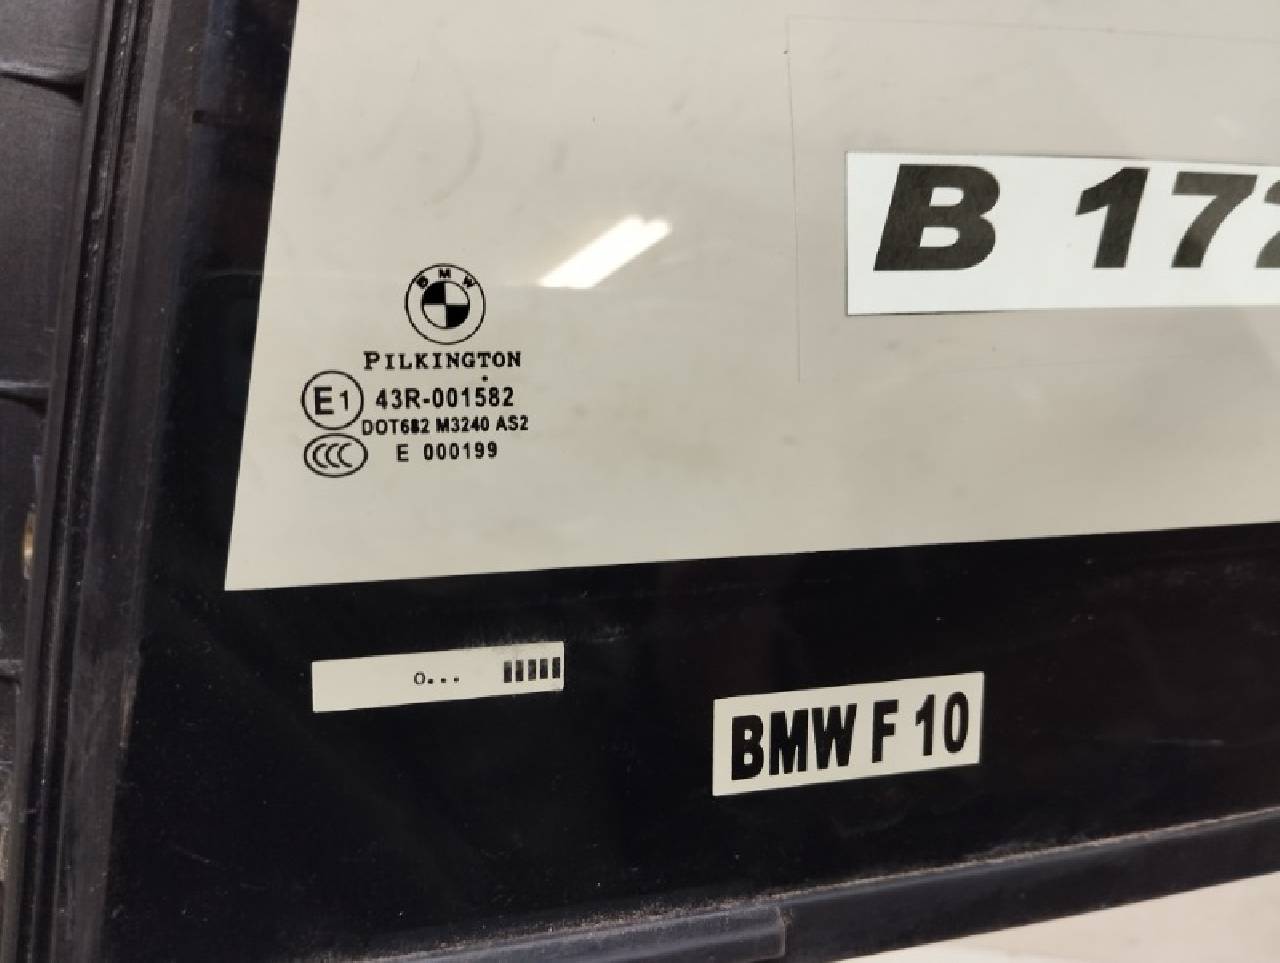 B 172
BMW
PILKINGTON
E1 43R-001582
DOT682 M3240 AS2
CCC E 000199
o...
BMW F 10